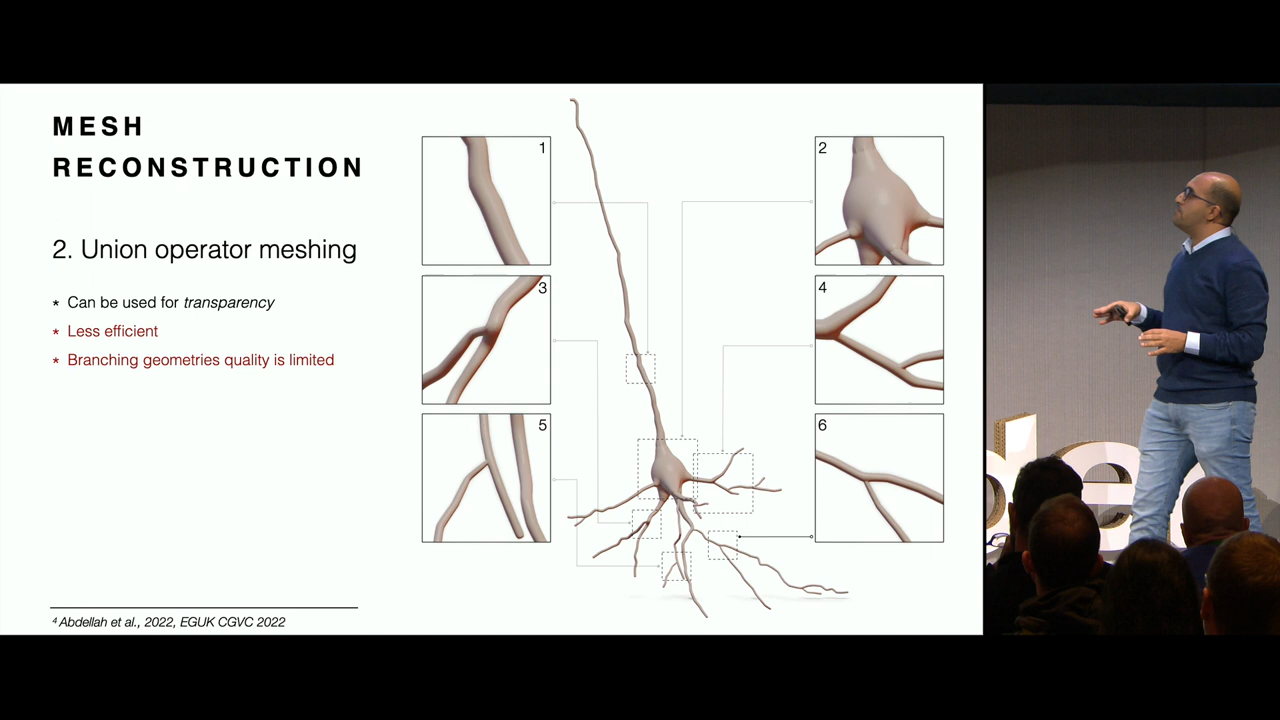 MESH
RECONSTRUCTION
2. Union operator meshing
* Can be used for transparency
* Less efficient
* Branching geometries quality is limited
1
2
3
4
5
6
⁴ Abdellah et al., 2022, EGUK CGVC 2022
de